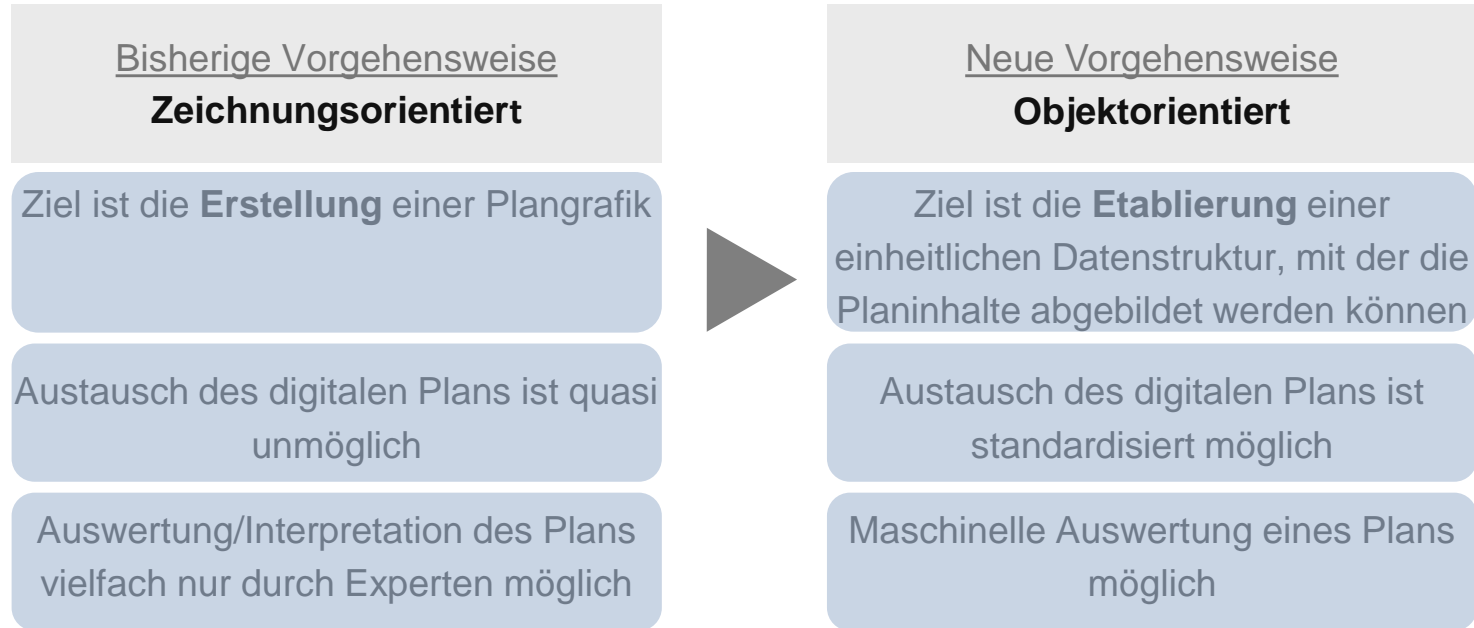 Bisherige Vorgehensweise
Zeichnungsorientiert
Ziel ist die Erstellung einer Plangrafik
Austausch des digitalen Plans ist quasi
unmöglich
Auswertung/Interpretation des Plans
vielfach nur durch Experten möglich
Neue Vorgehensweise
Objektorientiert
Ziel ist die Etablierung einer
einheitlichen Datenstruktur, mit der die
Planinhalte abgebildet werden können
Austausch des digitalen Plans ist
standardisiert möglich
Maschinelle Auswertung eines Plans
möglich